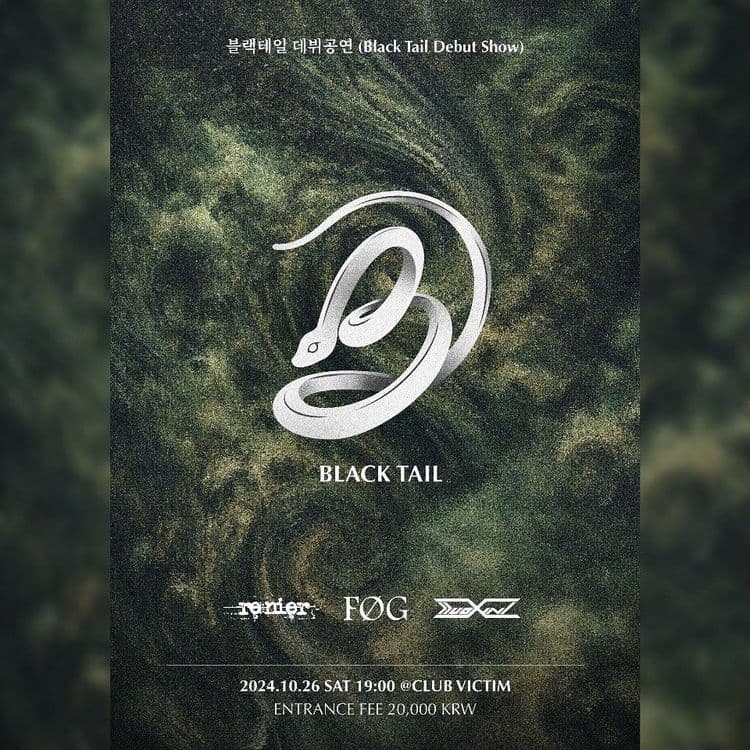 블랙테일 데뷔공연 (Black Tail Debut Show)
BLACK TAIL
renier FØG
2024.10.26 SAT 19:00 @CLUB VICTIM
ENTRANCE FEE 20,000 KRW